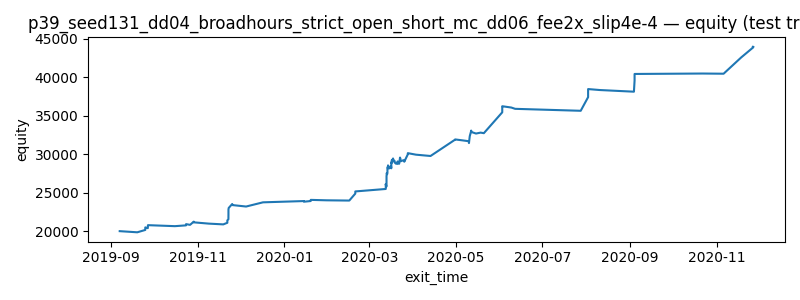 p39_seed131_dd04_broadhours_strict_open_short_mc_dd06_fee2x_slip4e-4 — equity (test tr
45000
40000
35000
30000
25000
20000
equity
2019-09 2019-11 2020-01 2020-03 2020-05 2020-07 2020-09 2020-11
exit_time